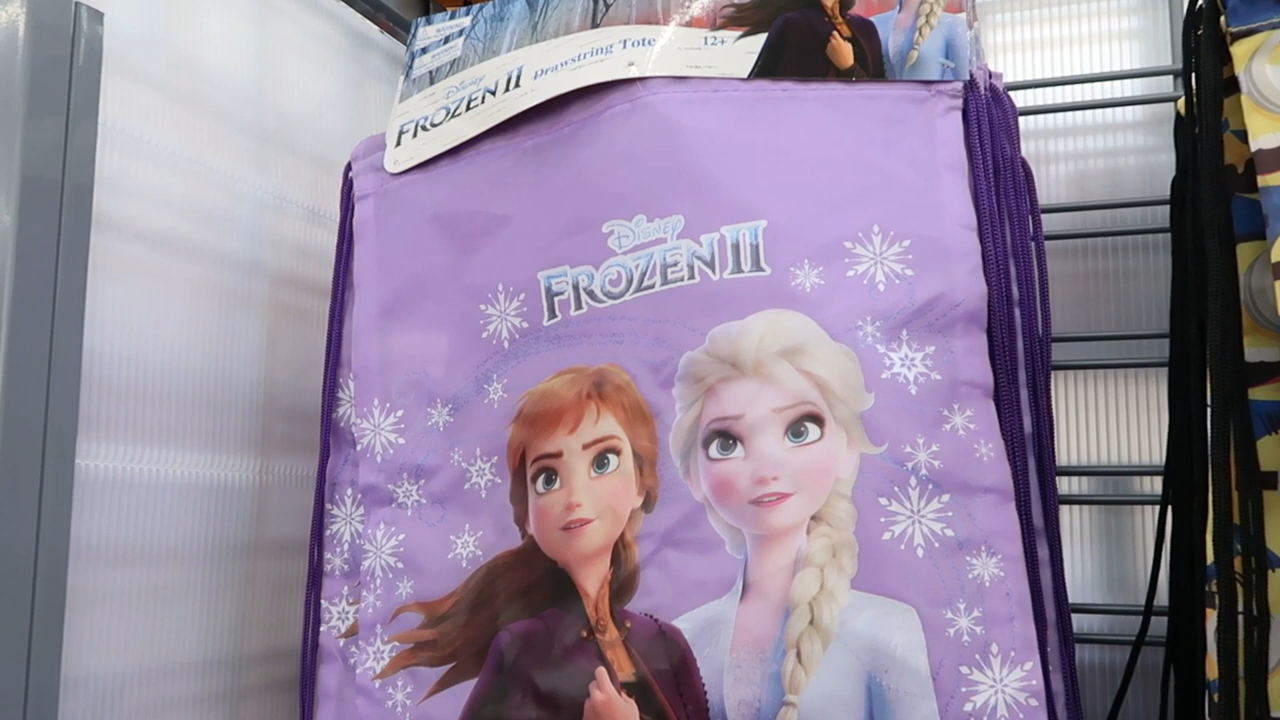 Disney
FROZEN II
Drawstring Tote
12+
Disney
FROZEN II